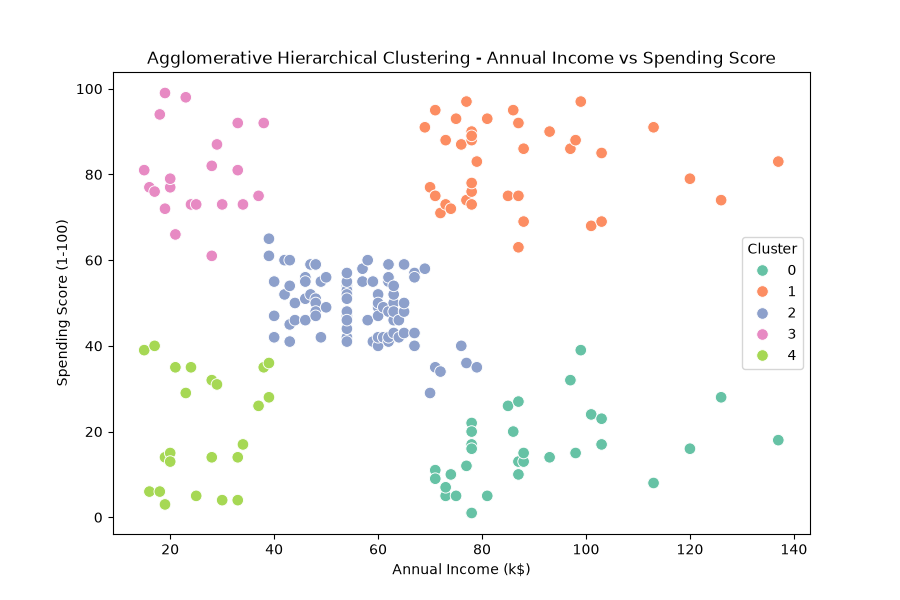 Agglomerative Hierarchical Clustering - Annual Income vs Spending Score
Spending Score (1-100)
100
80
60
40
20
0
Cluster
0
1
2
3
4
20 40 60 80 100 120 140
Annual Income (k$)